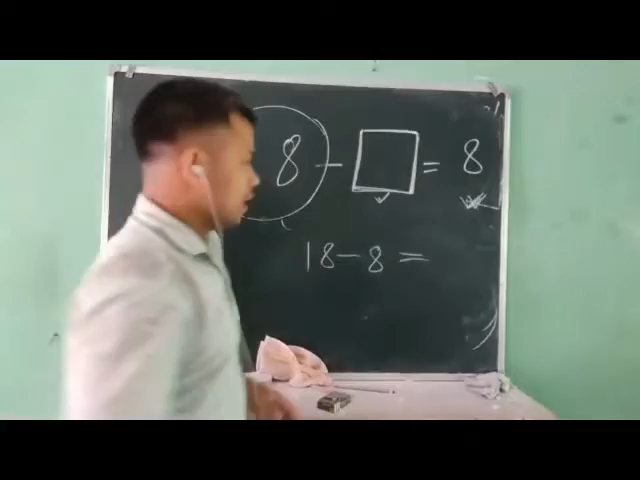 8 - □ = 8
18 - 8 =